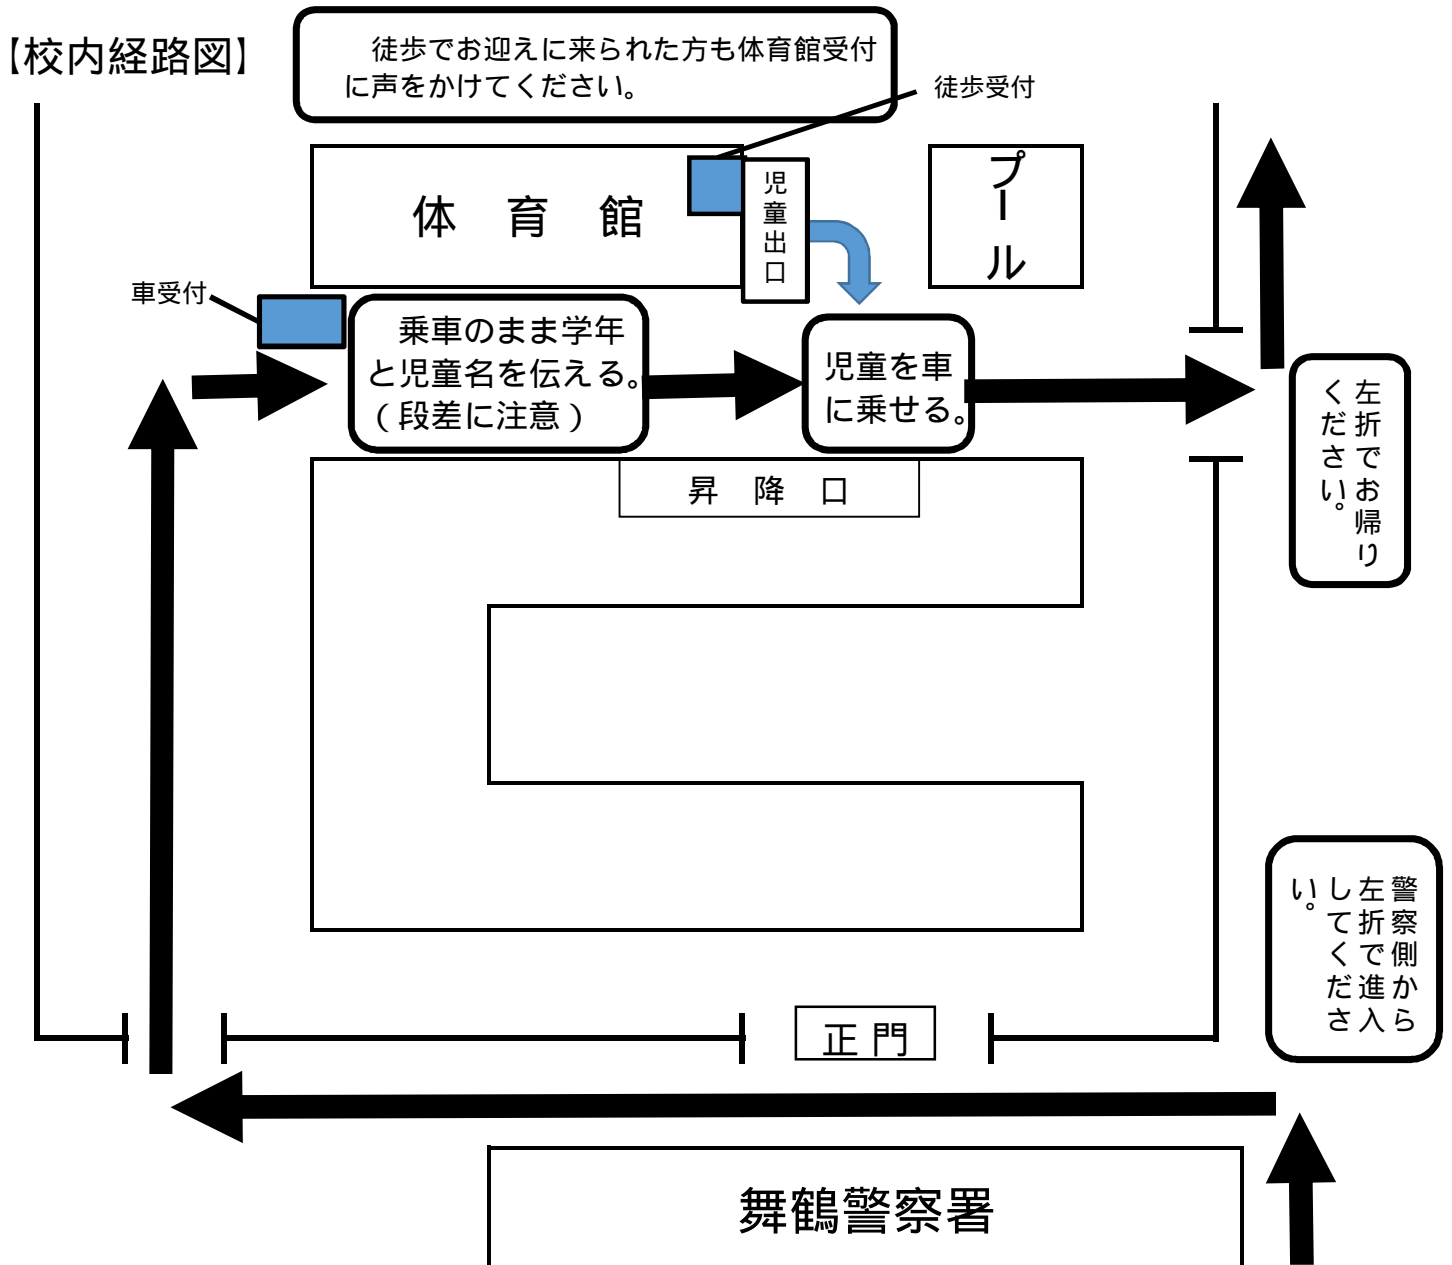 【校内経路図】
徒歩でお迎えに来られた方も体育館受付
に声をかけてください。
徒歩受付
体 育 館
児童出口
プール
車受付
乗車のまま学年
と児童名を伝える。
(段差に注意)
児童を車
に乗せる。
左折でお帰り
ください。
昇 降 口
警察側から
左折で進入
してくださ
い。
正門
舞鶴警察署